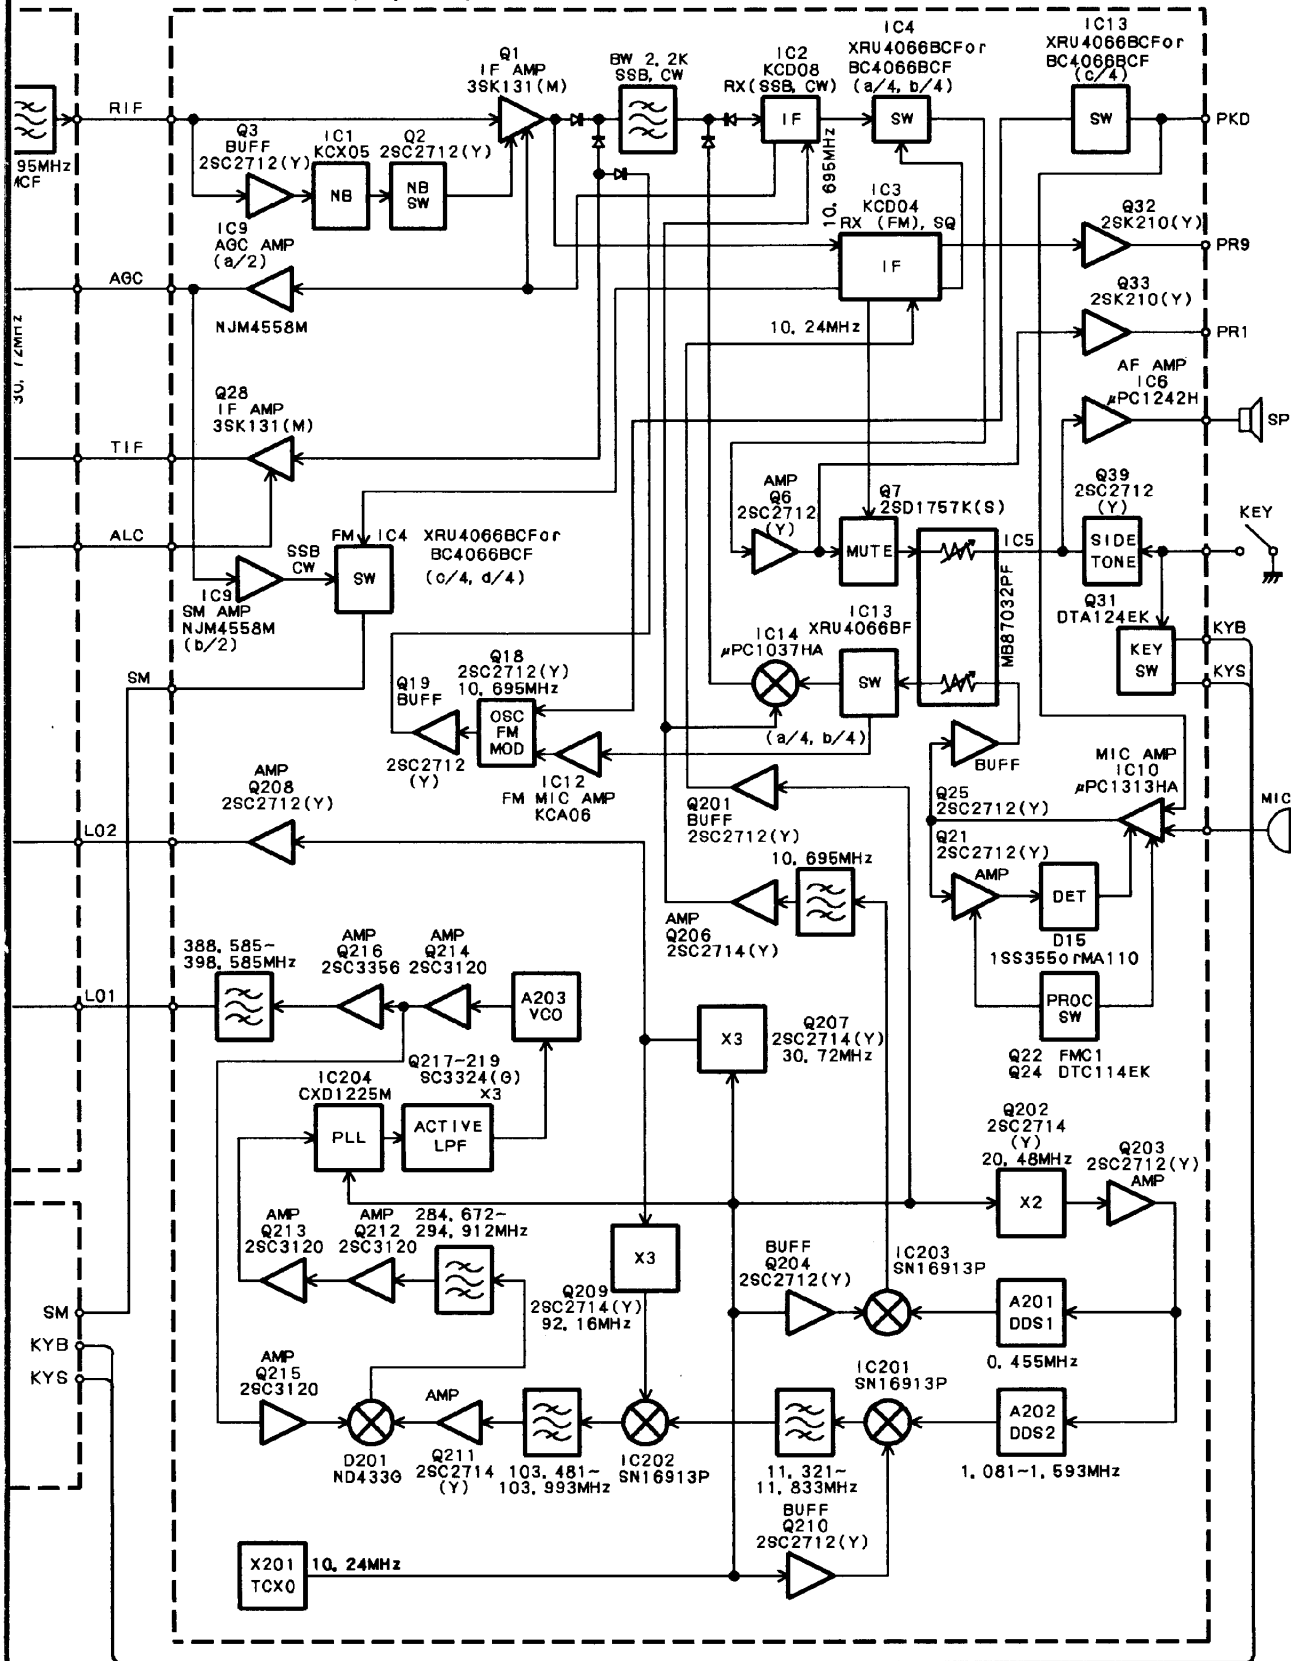 IC4
XRU4066BCFor
BC4066BCF
(a/4, b/4)
IC13
XRU4066BCFor
BC4066BCF
(c/4)
SW
PKD
Q1
IF AMP
3SK131(M)
BW 2.2K
SSB, CW
IC2
KCD08
RX(SSB, CW)
IF
SW
RIF
95MHz
MCF
Q3
BUFF
2SC2712(Y)
IC1
KCX05
NB
Q2
2SC2712(Y)
NB
SW
10.695MHz
IC3
KCD04
RX (FM), SQ
IF
Q32
2SK210(Y)
PR9
IC9
AGC AMP
(a/2)
AGC
NJM4558M
10.24MHz
Q33
2SK210(Y)
PR1
30.72MHz
AF AMP
IC6
μPC1242H
SP
Q28
IF AMP
3SK131(M)
TIF
ALC
AMP
Q6
2SC2712
(Y)
Q7
2SD1757K(S)
MUTE
IC5
MB87032PF
Q39
2SC2712
(Y)
SIDE
TONE
KEY
FM
IC4
XRU4066BCFor
BC4066BCF
(c/4, d/4)
SSB
CW
SW
IC9
SM AMP
NJM4558M
(b/2)
Q31
DTA124EK
KEY
SW
KYB
KYS
IC13
XRU4066BF
IC14
μPC1037HA
SW
(a/4, b/4)
SM
Q18
2SC2712(Y)
10.695MHz
OSC
FM
MOD
Q19
BUFF
2SC2712
(Y)
IC12
FM MIC AMP
KCA06
BUFF
Q25
2SC2712(Y)
MIC AMP
IC10
μPC1313HA
MIC
AMP
Q208
2SC2712(Y)
LO2
Q201
BUFF
2SC2712(Y)
Q21
2SC2712(Y)
AMP
DET
D15
1SS355orMA110
10.695MHz
AMP
Q206
2SC2714(Y)
PROC
SW
Q22 FMC1
Q24 DTC114EK
388.585~
398.585MHz
AMP
Q216
2SC3356
AMP
Q214
2SC3120
A203
VCO
LO1
X3
Q207
2SC2714(Y)
30.72MHz
Q217~219
SC3324(G)
X3
IC204
CXD1225M
PLL
ACTIVE
LPF
Q202
2SC2714
(Y)
20.48MHz
X2
Q203
2SC2712(Y)
AMP
AMP
Q213
2SC3120
AMP
Q212
2SC3120
284.672~
294.912MHz
X3
Q209
2SC2714(Y)
92.16MHz
BUFF
Q204
2SC2712(Y)
IC203
SN16913P
A201
DDS1
0.455MHz
SM
KYB
KYS
AMP
Q215
2SC3120
D201
ND433G
AMP
Q211
2SC2714
(Y)
103.481~
103.993MHz
IC202
SN16913P
11.321~
11.833MHz
IC201
SN16913P
A202
DDS2
1.081~1.593MHz
BUFF
Q210
2SC2712(Y)
X201
TCXO
10.24MHz